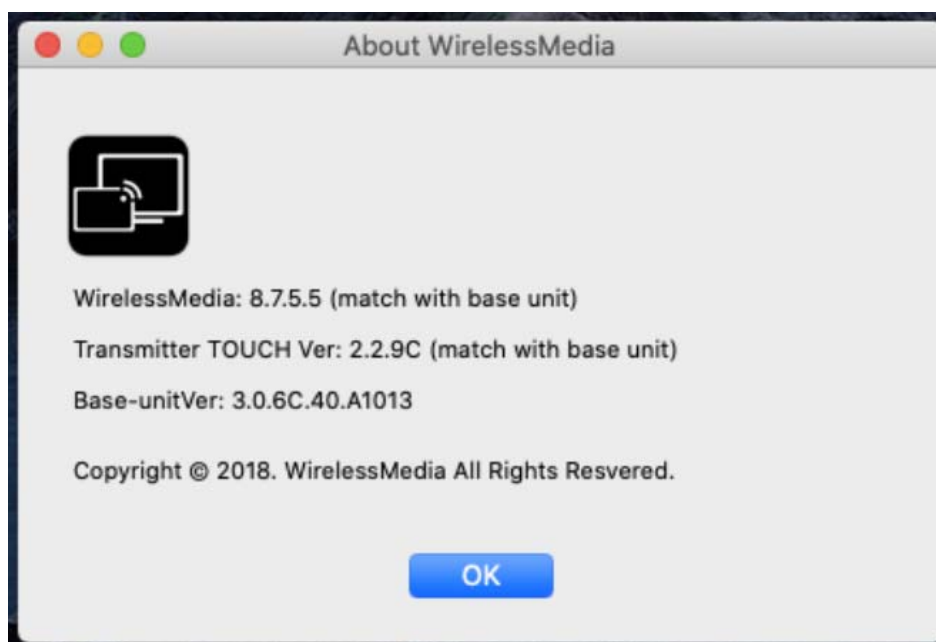 About WirelessMedia
WirelessMedia: 8.7.5.5 (match with base unit)
Transmitter TOUCH Ver: 2.2.9C (match with base unit)
Base-unitVer: 3.0.6C.40.A1013
Copyright © 2018. WirelessMedia All Rights Resvered.
OK